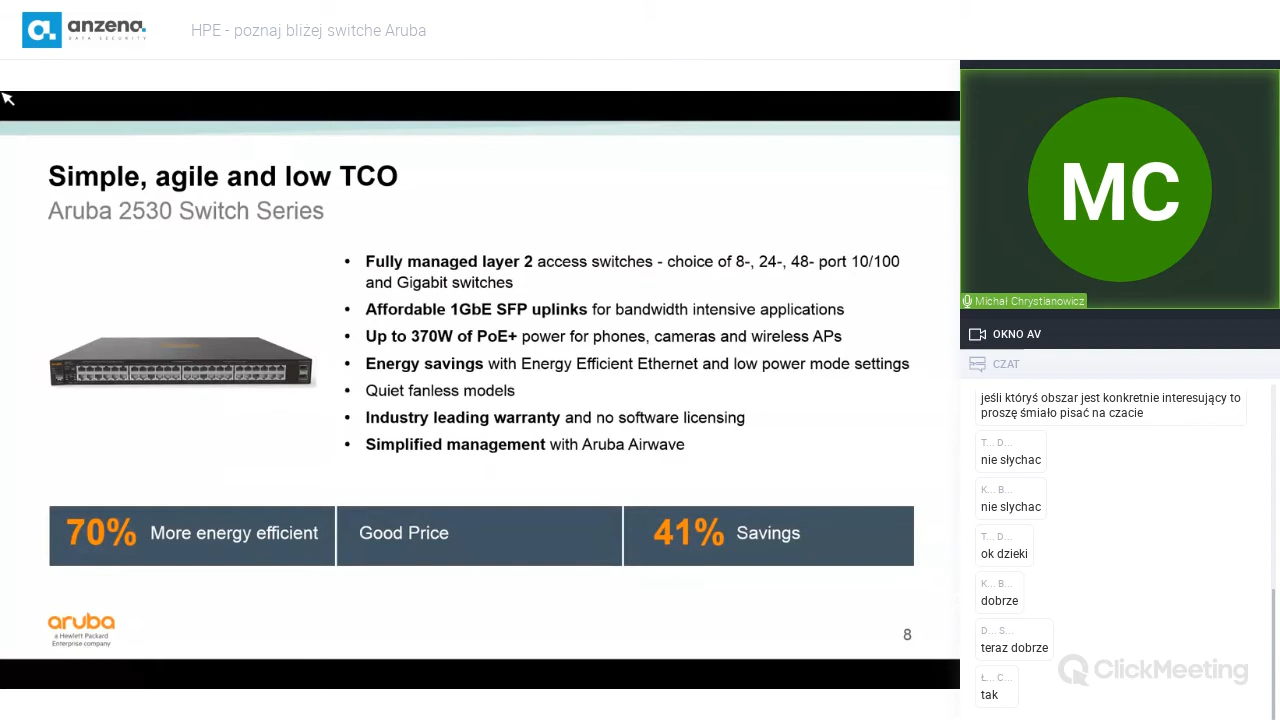 anzena.
DATA SECURITY
HPE - poznaj blizej switche Aruba
Simple, agile and low TCO
Aruba 2530 Switch Series
• Fully managed layer 2 access switches - choice of 8-, 24-, 48- port 10/100
and Gigabit switches
• Affordable 1GbE SFP uplinks for bandwidth intensive applications
• Up to 370W of PoE+ power for phones, cameras and wireless APs
• Energy savings with Energy Efficient Ethernet and low power mode settings
• Quiet fanless models
• Industry leading warranty and no software licensing
• Simplified management with Aruba Airwave
70% More energy efficient
Good Price
41% Savings
aruba
a Hewlett Packard
Enterprise company
8
MC
Michał Chrystianowicz
OKNO AV
CZAT
jeśli któryś obszar jest konkretnie interesujący to
proszę śmiało pisać na czacie
T... D...
nie słychac
K... B...
nie slychac
T... D...
ok dzieki
K... B...
dobrze
D... S...
teraz dobrze
Ł... C...
tak
ClickMeeting